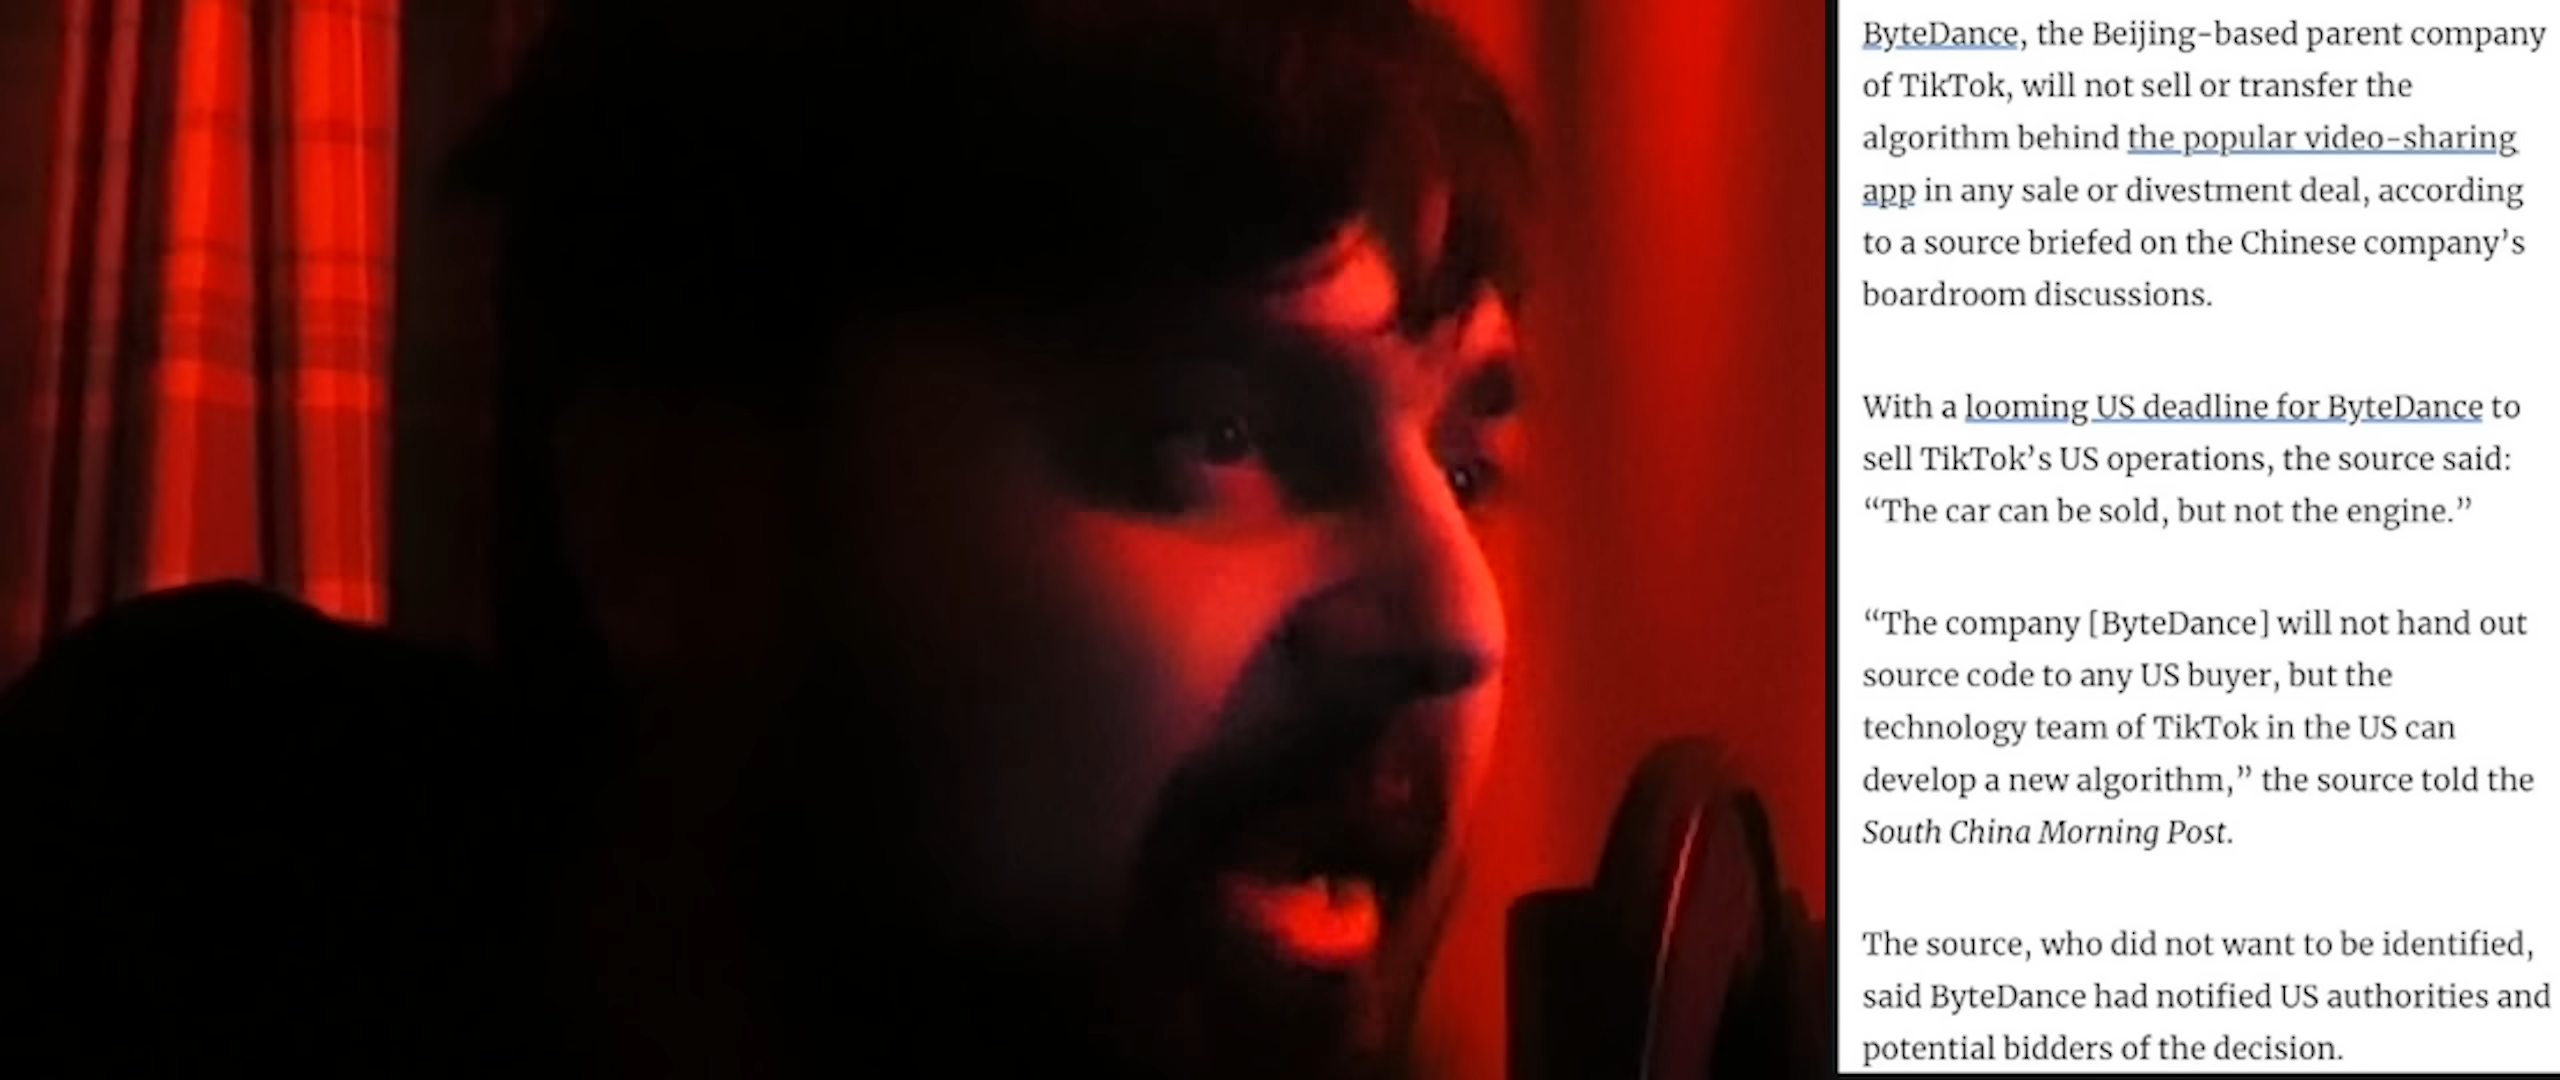 ByteDance, the Beijing-based parent company
of TikTok, will not sell or transfer the
algorithm behind the popular video-sharing
app in any sale or divestment deal, according
to a source briefed on the Chinese company’s
boardroom discussions.
With a looming US deadline for ByteDance to
sell TikTok’s US operations, the source said:
“The car can be sold, but not the engine.”
“The company [ByteDance] will not hand out
source code to any US buyer, but the
technology team of TikTok in the US can
develop a new algorithm,” the source told the
South China Morning Post.
The source, who did not want to be identified,
said ByteDance had notified US authorities and
potential bidders of the decision.